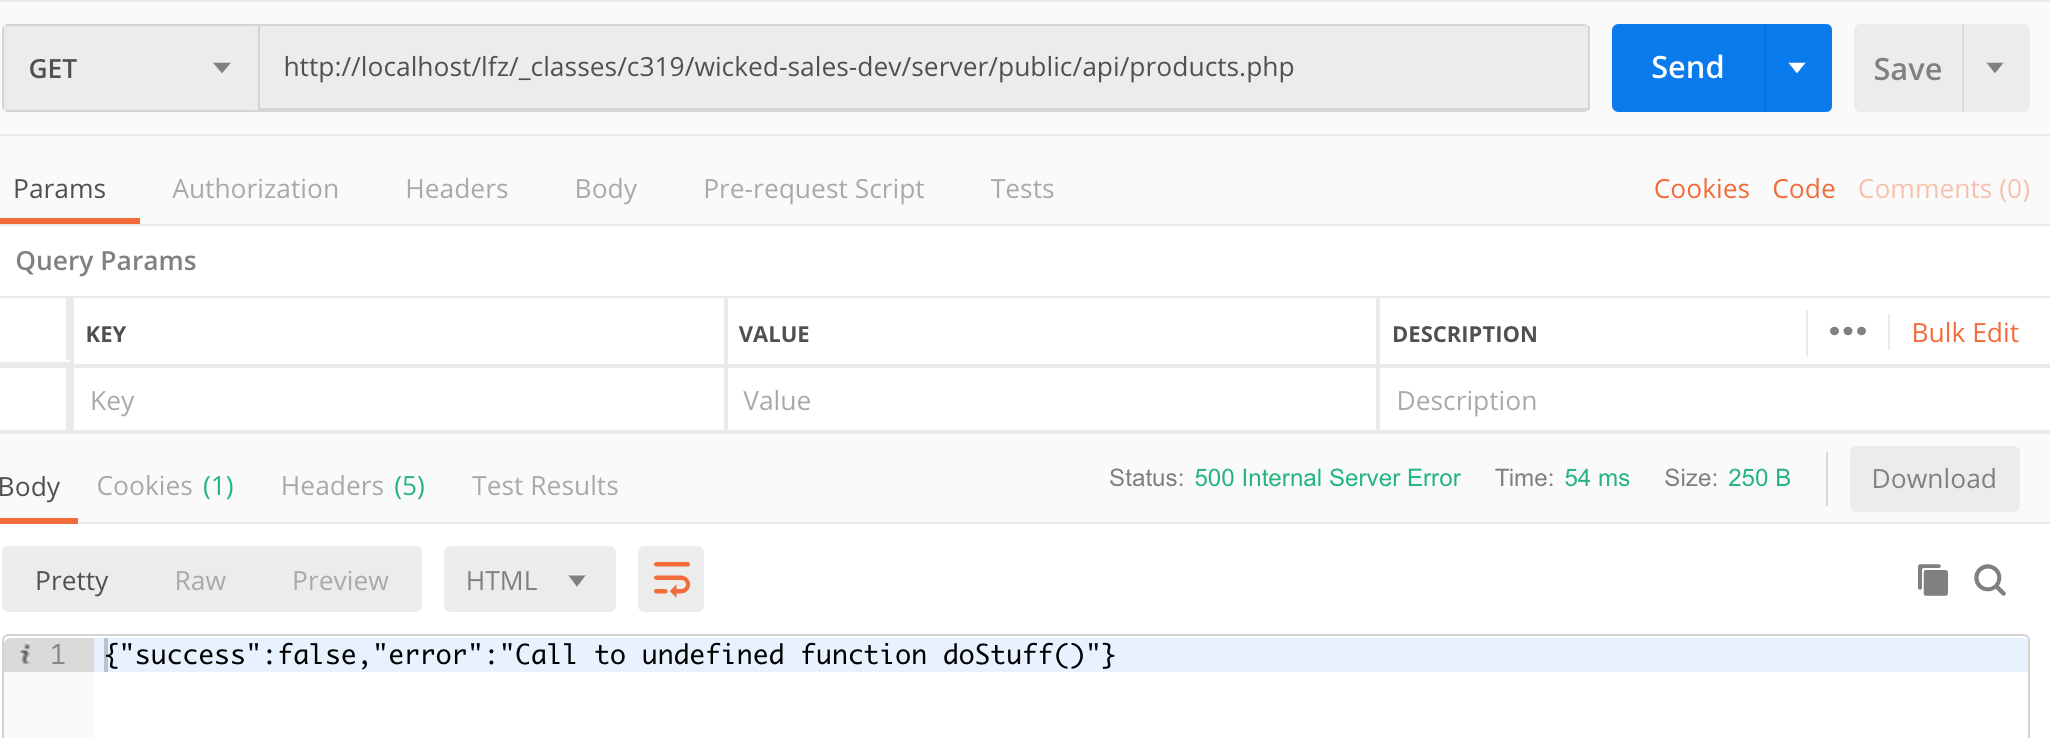 GET http://localhost/lfz/_classes/c319/wicked-sales-dev/server/public/api/products.php Send Save
Params Authorization Headers Body Pre-request Script Tests Cookies Code Comments (0)
Query Params
KEY VALUE DESCRIPTION ••• Bulk Edit
Key Value Description
Body Cookies (1) Headers (5) Test Results Status: 500 Internal Server Error Time: 54 ms Size: 250 B Download
Pretty Raw Preview HTML
i 1 {"success":false,"error":"Call to undefined function doStuff()"}